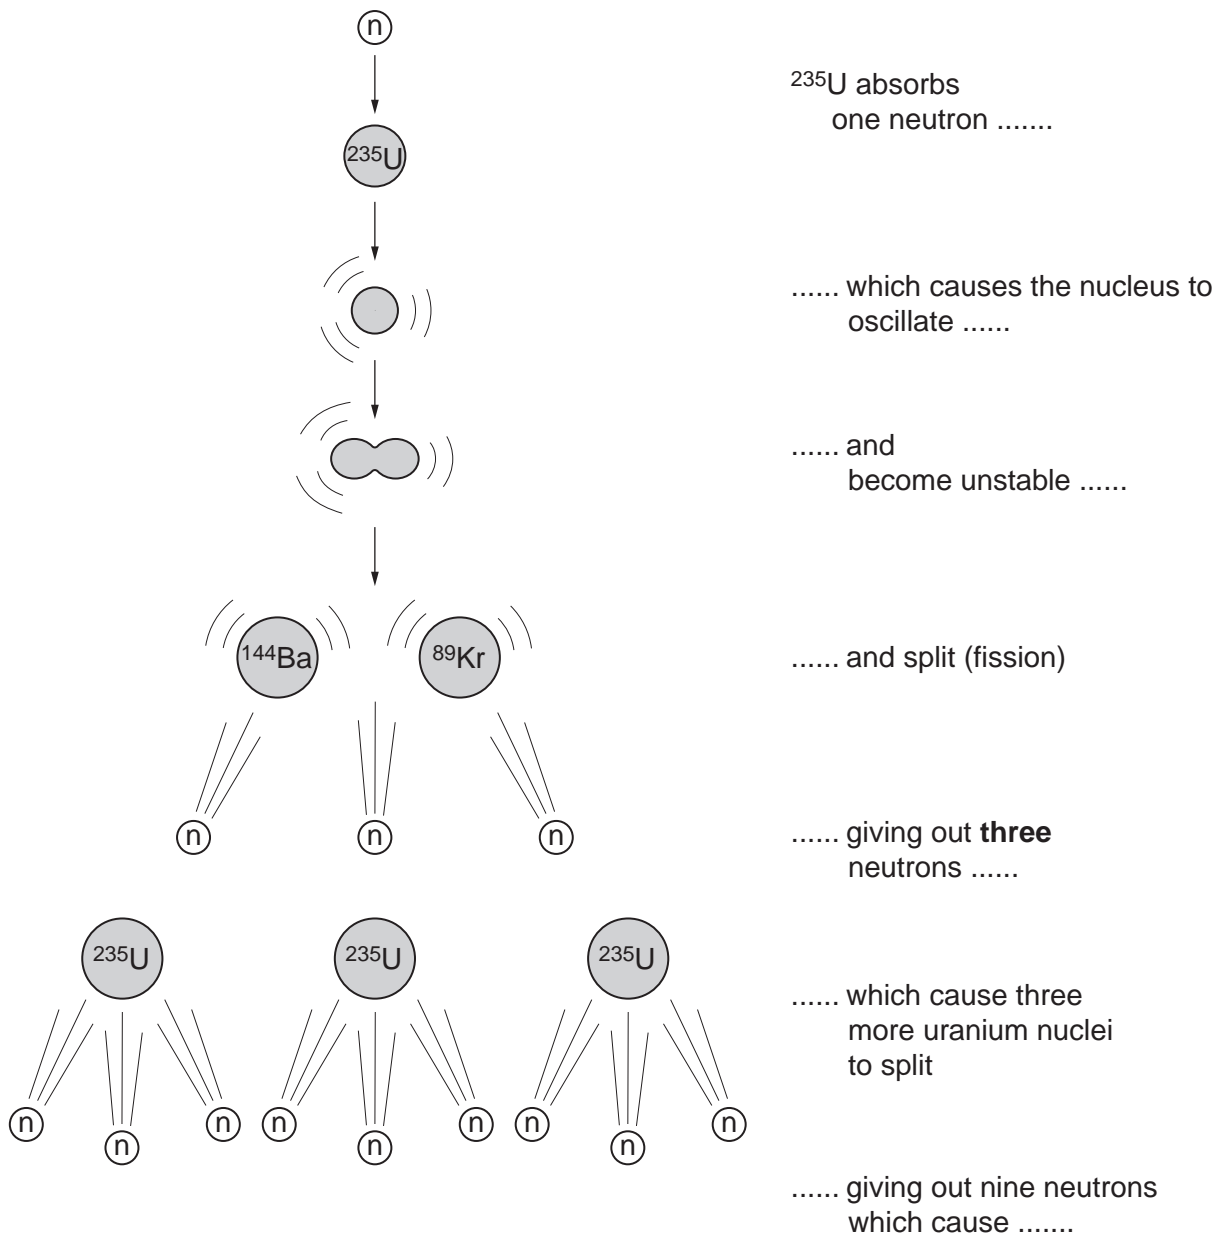 n
²³⁵U absorbs
one neutron .......
²³⁵U
...... which causes the nucleus to
oscillate ......
...... and
become unstable ......
¹⁴⁴Ba ⁸⁹Kr
...... and split (fission)
n n n
...... giving out three
neutrons ......
²³⁵U ²³⁵U ²³⁵U
...... which cause three
more uranium nuclei
to split
n n n n n n n n n
...... giving out nine neutrons
which cause .......